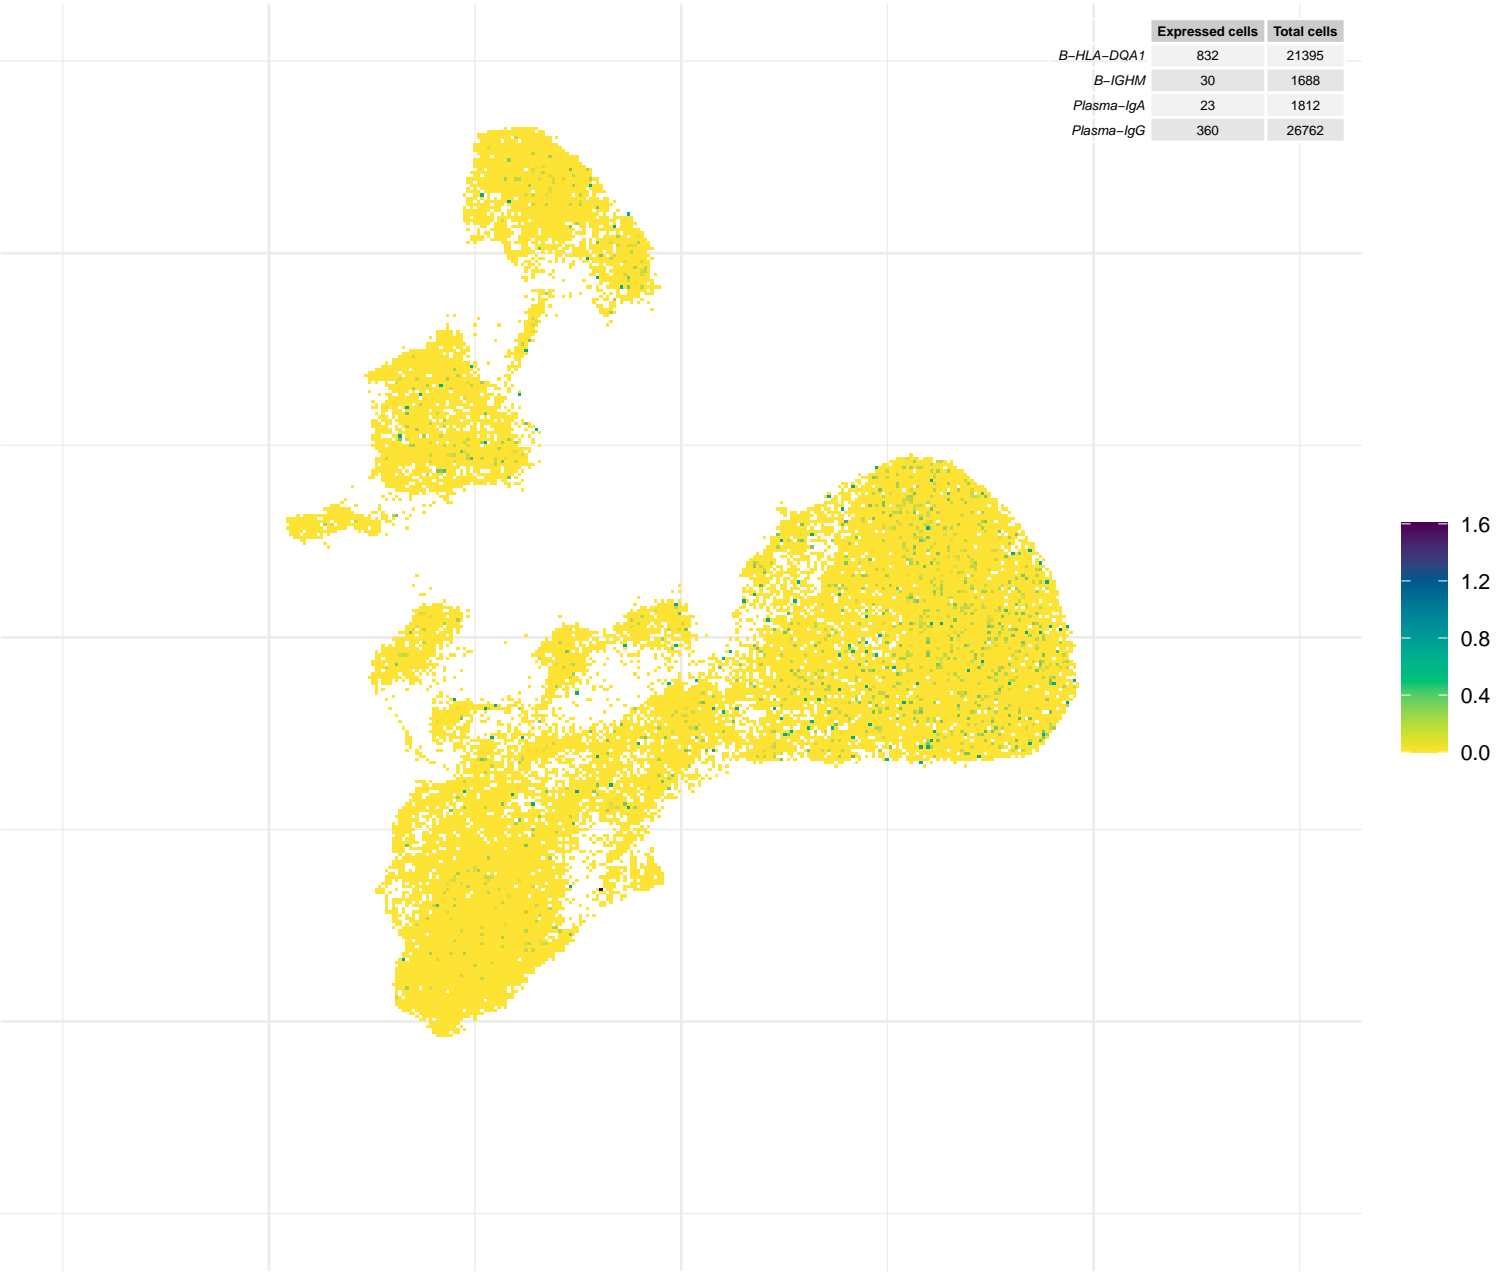 Expressed cells Total cells
B−HLA−DQA1 832 21395
B−IGHM 30 1688
Plasma−IgA 23 1812
Plasma−IgG 360 26762
1.6
1.2
0.8
0.4
0.0